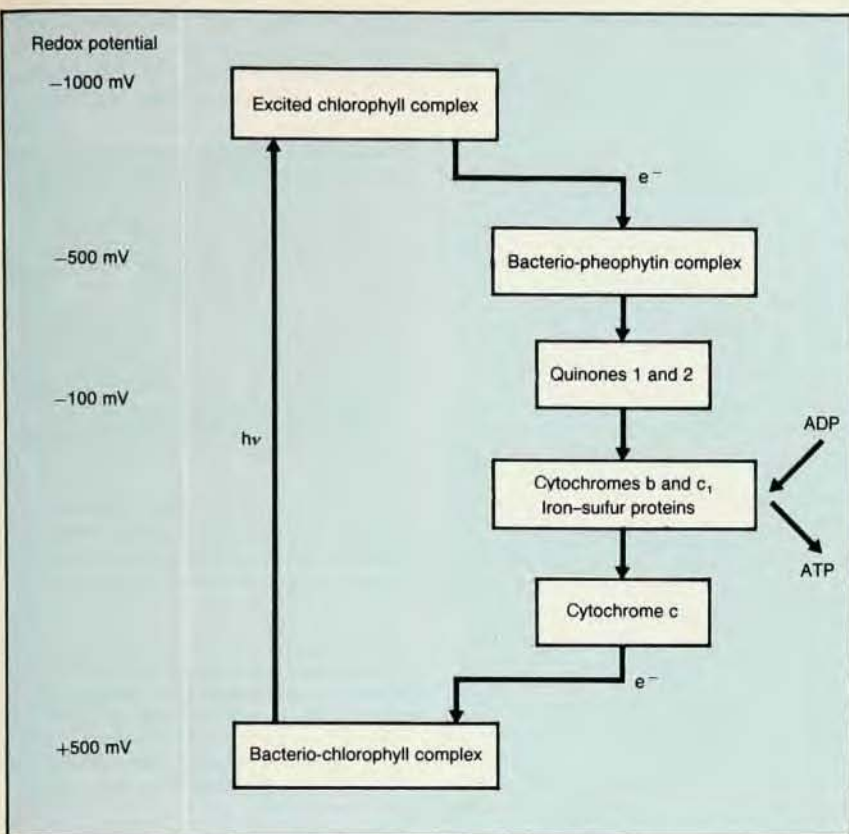 Redox potential
−1000 mV
Excited chlorophyll complex
e⁻
−500 mV
Bacterio-pheophytin complex
Quinones 1 and 2
−100 mV
hν
ADP
Cytochromes b and c₁
Iron–sulfur proteins
ATP
Cytochrome c
e⁻
+500 mV
Bacterio-chlorophyll complex